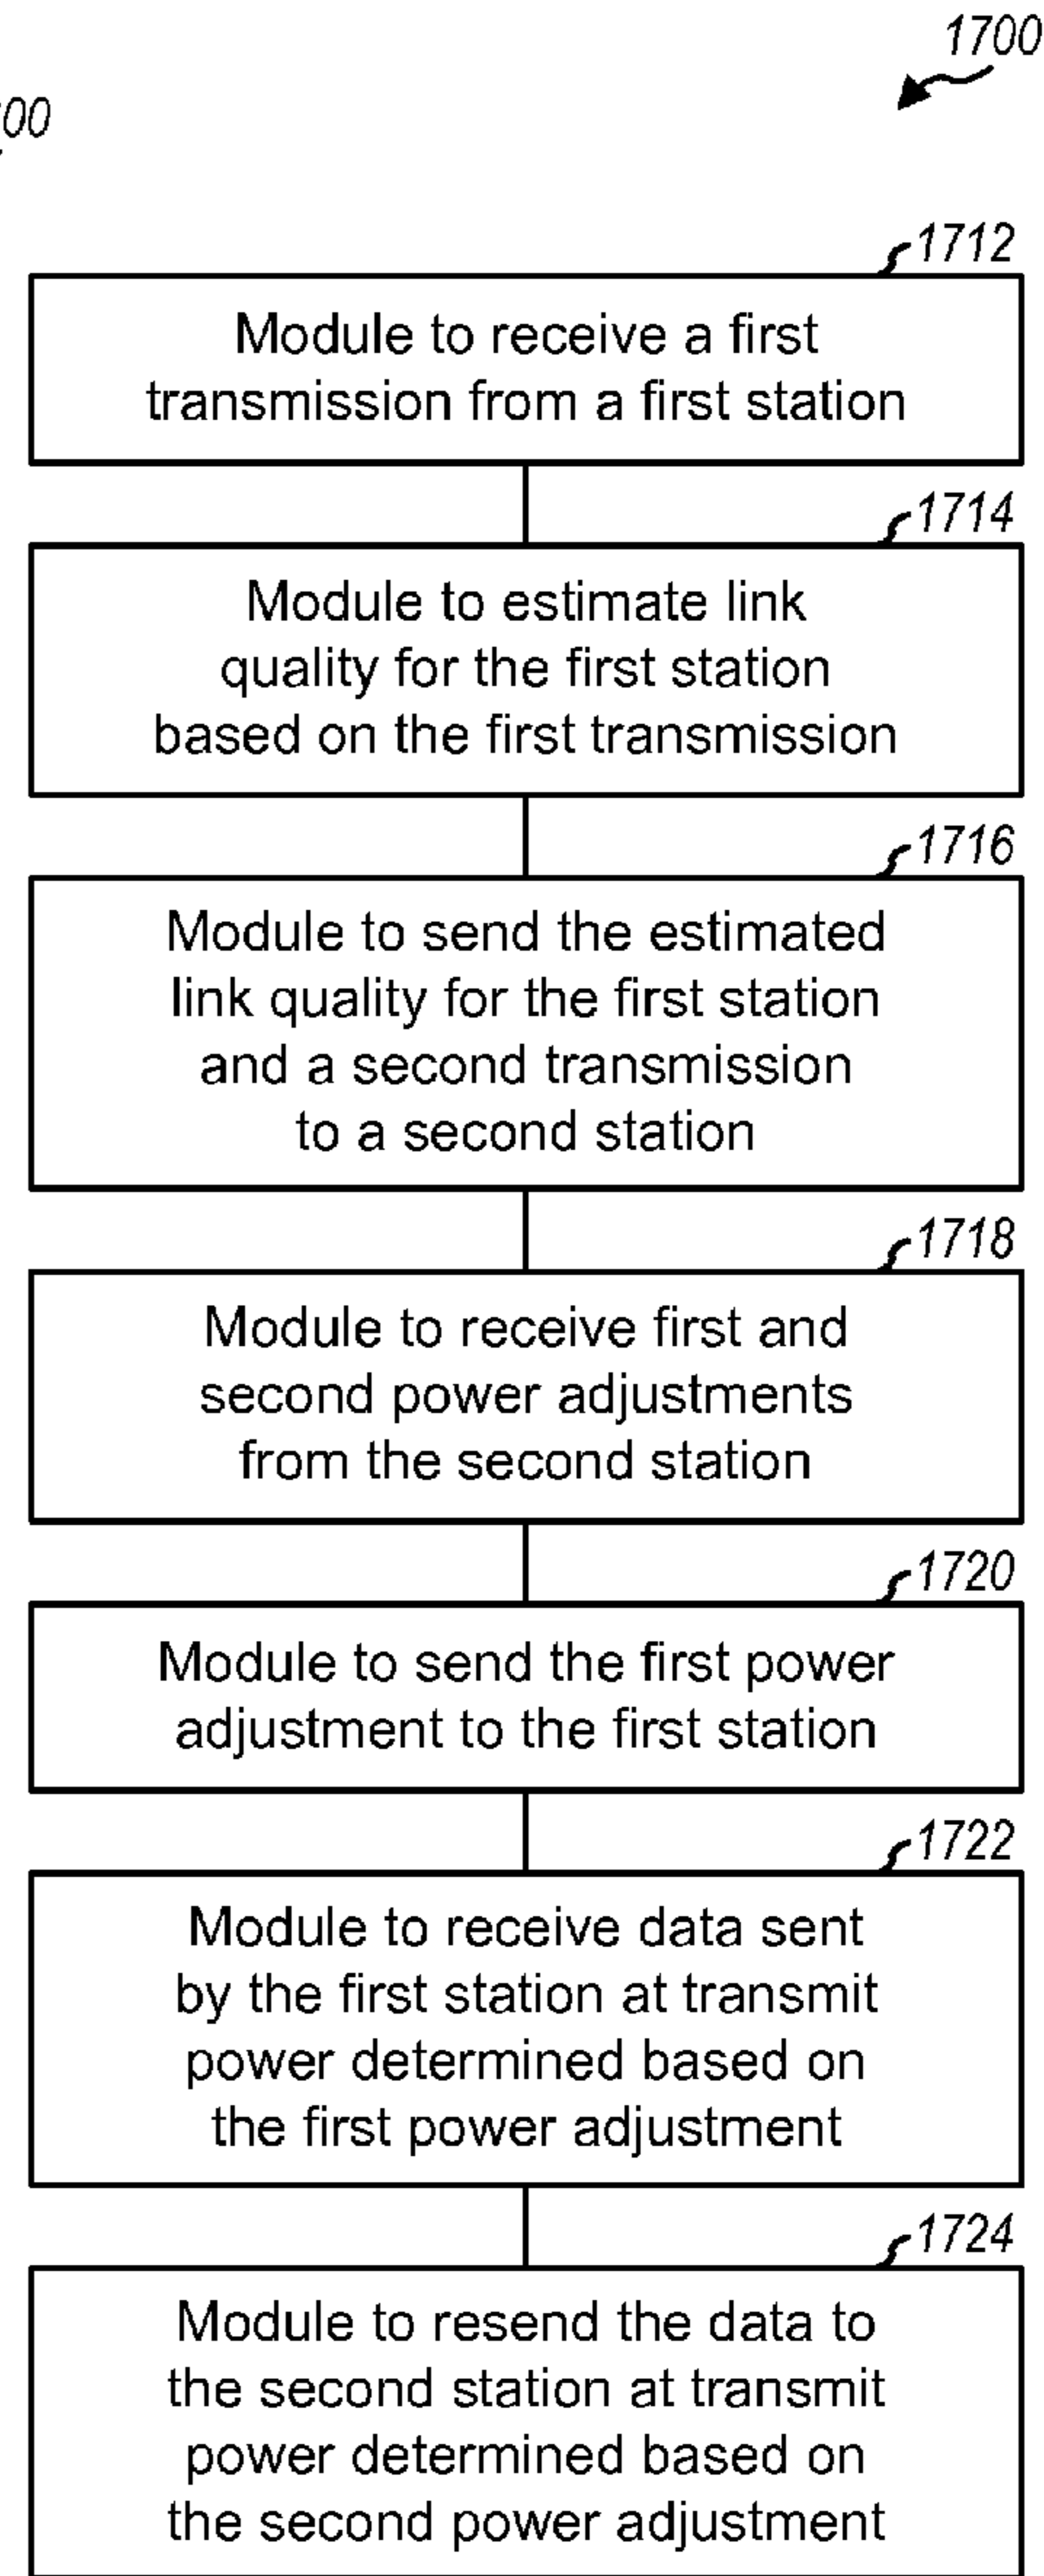 1700
00
1712
Module to receive a first
transmission from a first station
1714
Module to estimate link
quality for the first station
based on the first transmission
1716
Module to send the estimated
link quality for the first station
and a second transmission
to a second station
1718
Module to receive first and
second power adjustments
from the second station
1720
Module to send the first power
adjustment to the first station
1722
Module to receive data sent
by the first station at transmit
power determined based on
the first power adjustment
1724
Module to resend the data to
the second station at transmit
power determined based on
the second power adjustment